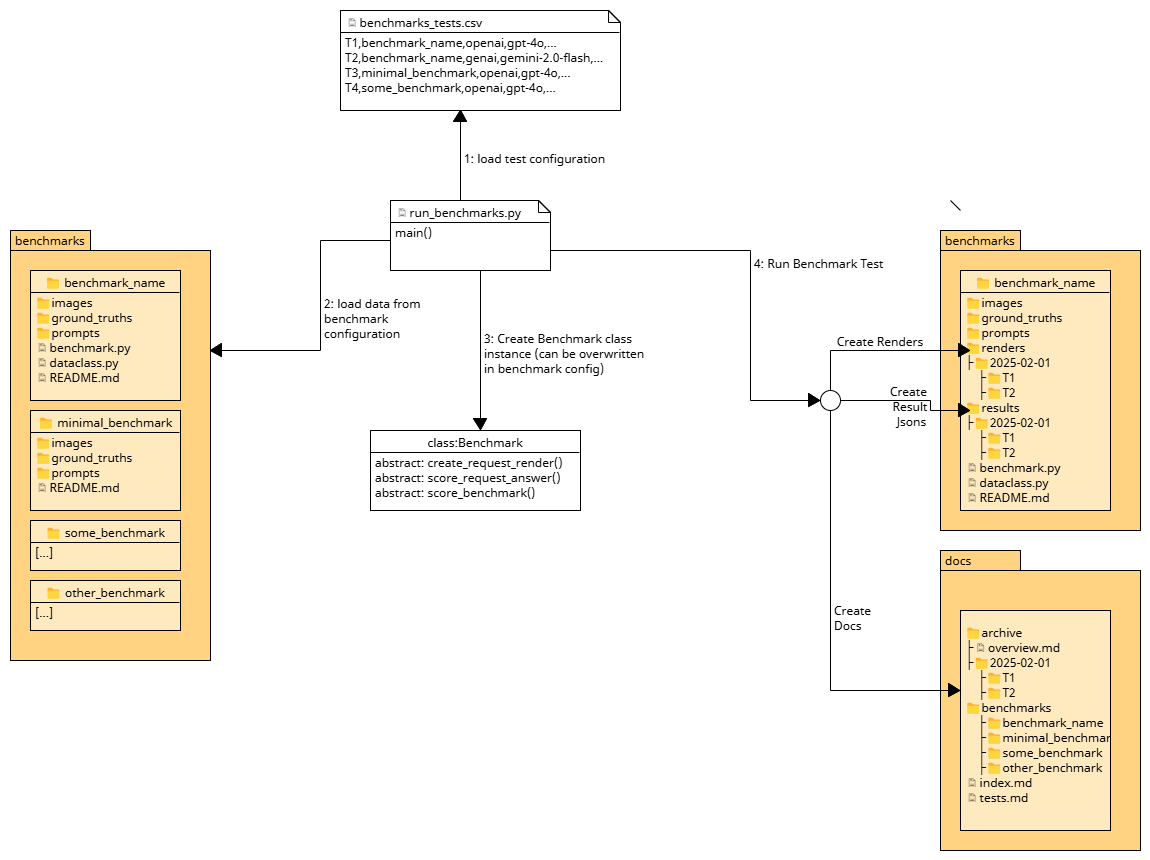 benchmarks_tests.csv
T1,benchmark_name,openai,gpt-4o,...
T2,benchmark_name,genai,gemini-2.0-flash,...
T3,minimal_benchmark,openai,gpt-4o,...
T4,some_benchmark,openai,gpt-4o,...
1: load test configuration
run_benchmarks.py
main()
benchmarks
benchmark_name
images
ground_truths
prompts
benchmark.py
dataclass.py
README.md
minimal_benchmark
images
ground_truths
prompts
README.md
some_benchmark
[...]
other_benchmark
[...]
2: load data from
benchmark
configuration
3: Create Benchmark class
instance (can be overwritten
in benchmark config)
class:Benchmark
abstract: create_request_render()
abstract: score_request_answer()
abstract: score_benchmark()
4: Run Benchmark Test
Create Renders
Create
Result
Jsons
Create
Docs
benchmarks
benchmark_name
images
ground_truths
prompts
renders
2025-02-01
T1
T2
results
2025-02-01
T1
T2
benchmark.py
dataclass.py
README.md
docs
archive
overview.md
2025-02-01
T1
T2
benchmarks
benchmark_name
minimal_benchmar
some_benchmark
other_benchmark
index.md
tests.md